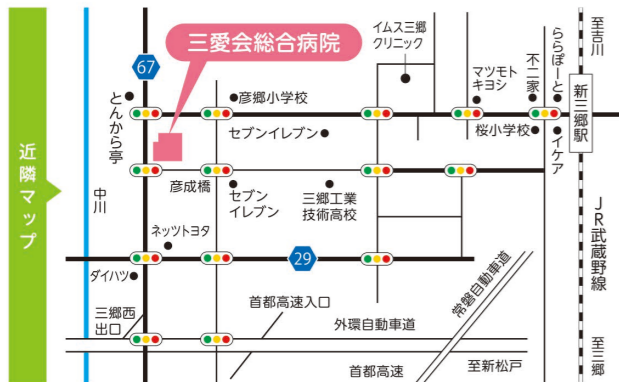 近隣マップ
三愛会総合病院
67
とんから亭
中川
彦郷小学校
セブンイレブン
イムス三郷
クリニック
マツモト
キヨシ
不二家
ららぽーと
至吉川
新三郷駅
桜小学校
イケア
彦成橋
セブン
イレブン
三郷工業
技術高校
ネッツトヨタ
29
ダイハツ
JR武蔵野線
常磐自動車道
三郷西
出口
首都高速入口
外環自動車道
首都高速
至新松戸
至三郷